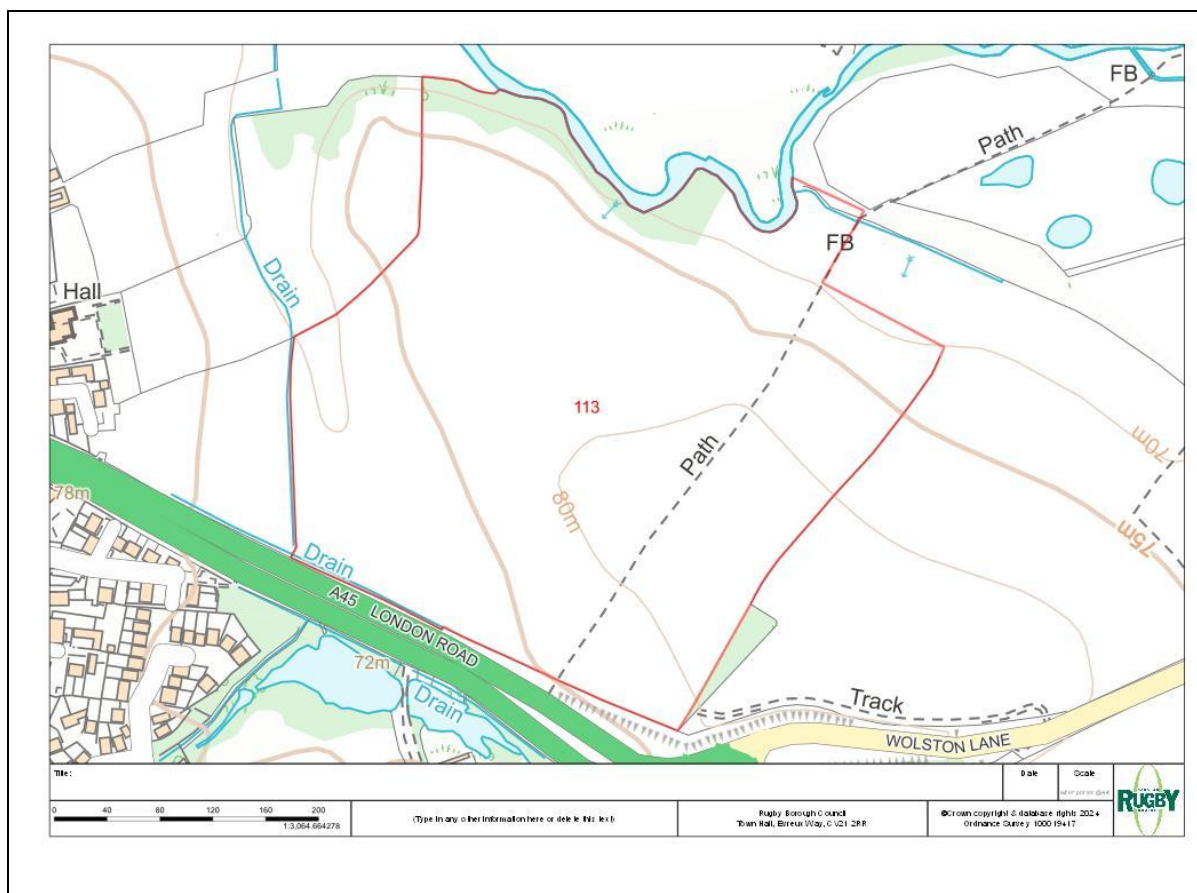 FB
Path
FB
Drain
Hall
113
Path
70m
80m
75m
78m
Drain
A45 LONDON ROAD
72m
Drain
Track
WOLSTON LANE
Title:
Date
Scale
0 40 80 120 160 200
1:3,064.664278
(Type in any other information here or delete this text)
Rugby Borough Council
Town Hall, Evreux Way, CV21 2RR
©Crown copyright & database rights 2024
Ordnance Survey 100019417
RUGBY